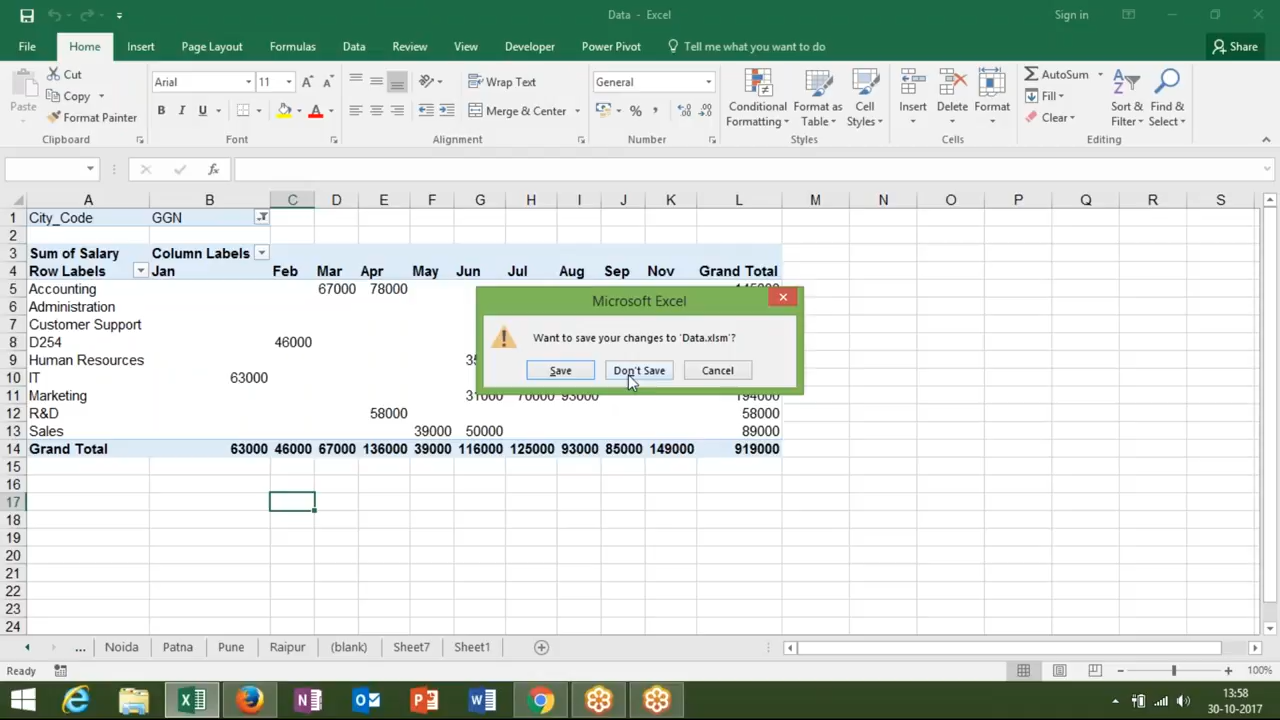 Data - Excel
Sign in
File Home Insert Page Layout Formulas Data Review View Developer Power Pivot Tell me what you want to do Share
Paste
Cut
Copy
Format Painter
Clipboard
Arial 11
B I U
Font
Wrap Text
Merge & Center
Alignment
General
Number
Conditional Formatting
Format as Table
Cell Styles
Styles
Insert Delete Format
Cells
AutoSum
Fill
Clear
Sort & Filter
Find & Select
Editing
A B C D E F G H I J K L M N O P Q R S
1 City_Code GGN
2
3 Sum of Salary Column Labels
4 Row Labels Jan Feb Mar Apr May Jun Jul Aug Sep Nov Grand Total
5 Accounting 67000 78000
6 Administration
7 Customer Support
8 D254 46000
9 Human Resources
10 IT 63000
11 Marketing 31000 70000 93000 194000
12 R&D 58000 58000
13 Sales 39000 50000 89000
14 Grand Total 63000 46000 67000 136000 39000 116000 125000 93000 85000 149000 919000
15
16
17
18
19
20
21
22
23
24
Microsoft Excel
Want to save your changes to 'Data.xlsm'?
Save Don't Save Cancel
... Noida Patna Pune Raipur (blank) Sheet7 Sheet1
Ready
100%
13:58
30-10-2017